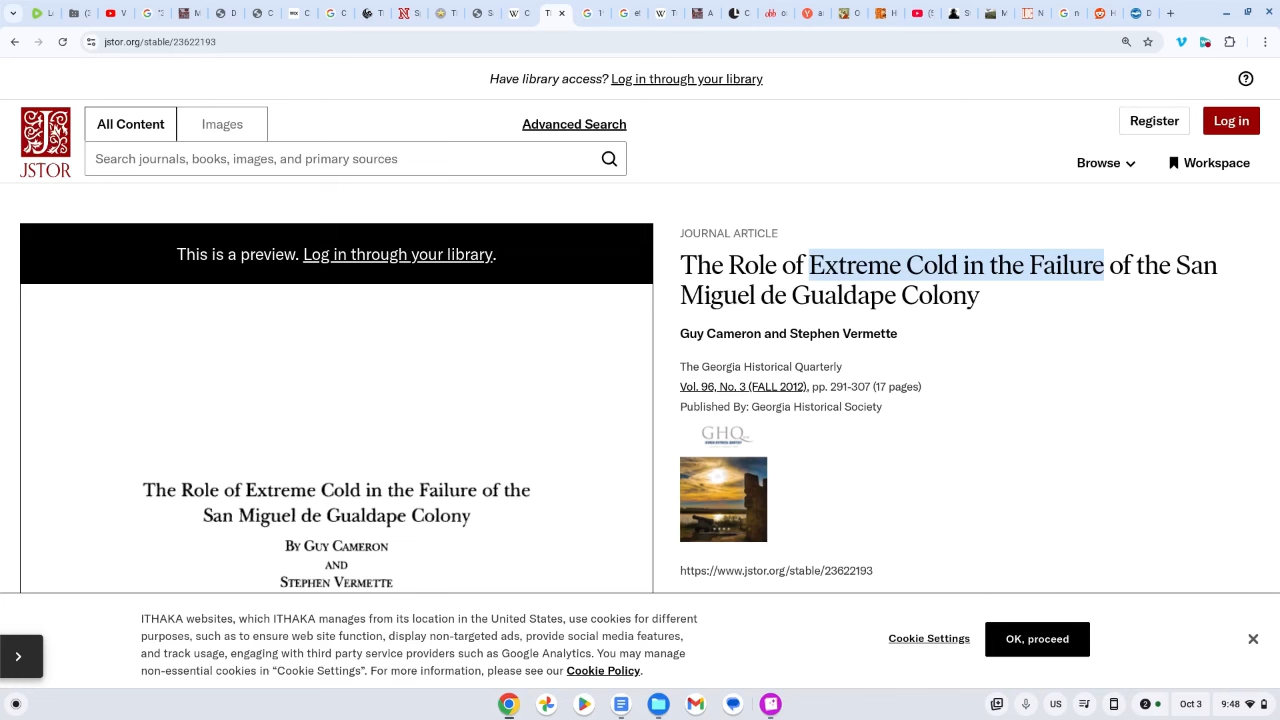 jstor.org/stable/23622193
Have library access? Log in through your library
JSTOR
All Content
Images
Advanced Search
Search journals, books, images, and primary sources
Register
Log in
Browse
Workspace
This is a preview. Log in through your library.
The Role of Extreme Cold in the Failure of the
San Miguel de Gualdape Colony
By Guy Cameron
and
Stephen Vermette
JOURNAL ARTICLE
The Role of Extreme Cold in the Failure of the San
Miguel de Gualdape Colony
Guy Cameron and Stephen Vermette
The Georgia Historical Quarterly
Vol. 96, No. 3 (FALL 2012), pp. 291-307 (17 pages)
Published By: Georgia Historical Society
GHQ
https://www.jstor.org/stable/23622193
ITHAKA websites, which ITHAKA manages from its location in the United States, use cookies for different
purposes, such as to ensure web site function, display non-targeted ads, provide social media features,
and track usage, engaging with third party service providers such as Google Analytics. You may manage
non-essential cookies in “Cookie Settings”. For more information, please see our Cookie Policy.
Cookie Settings
OK, proceed
US
2
Oct 3
9:48